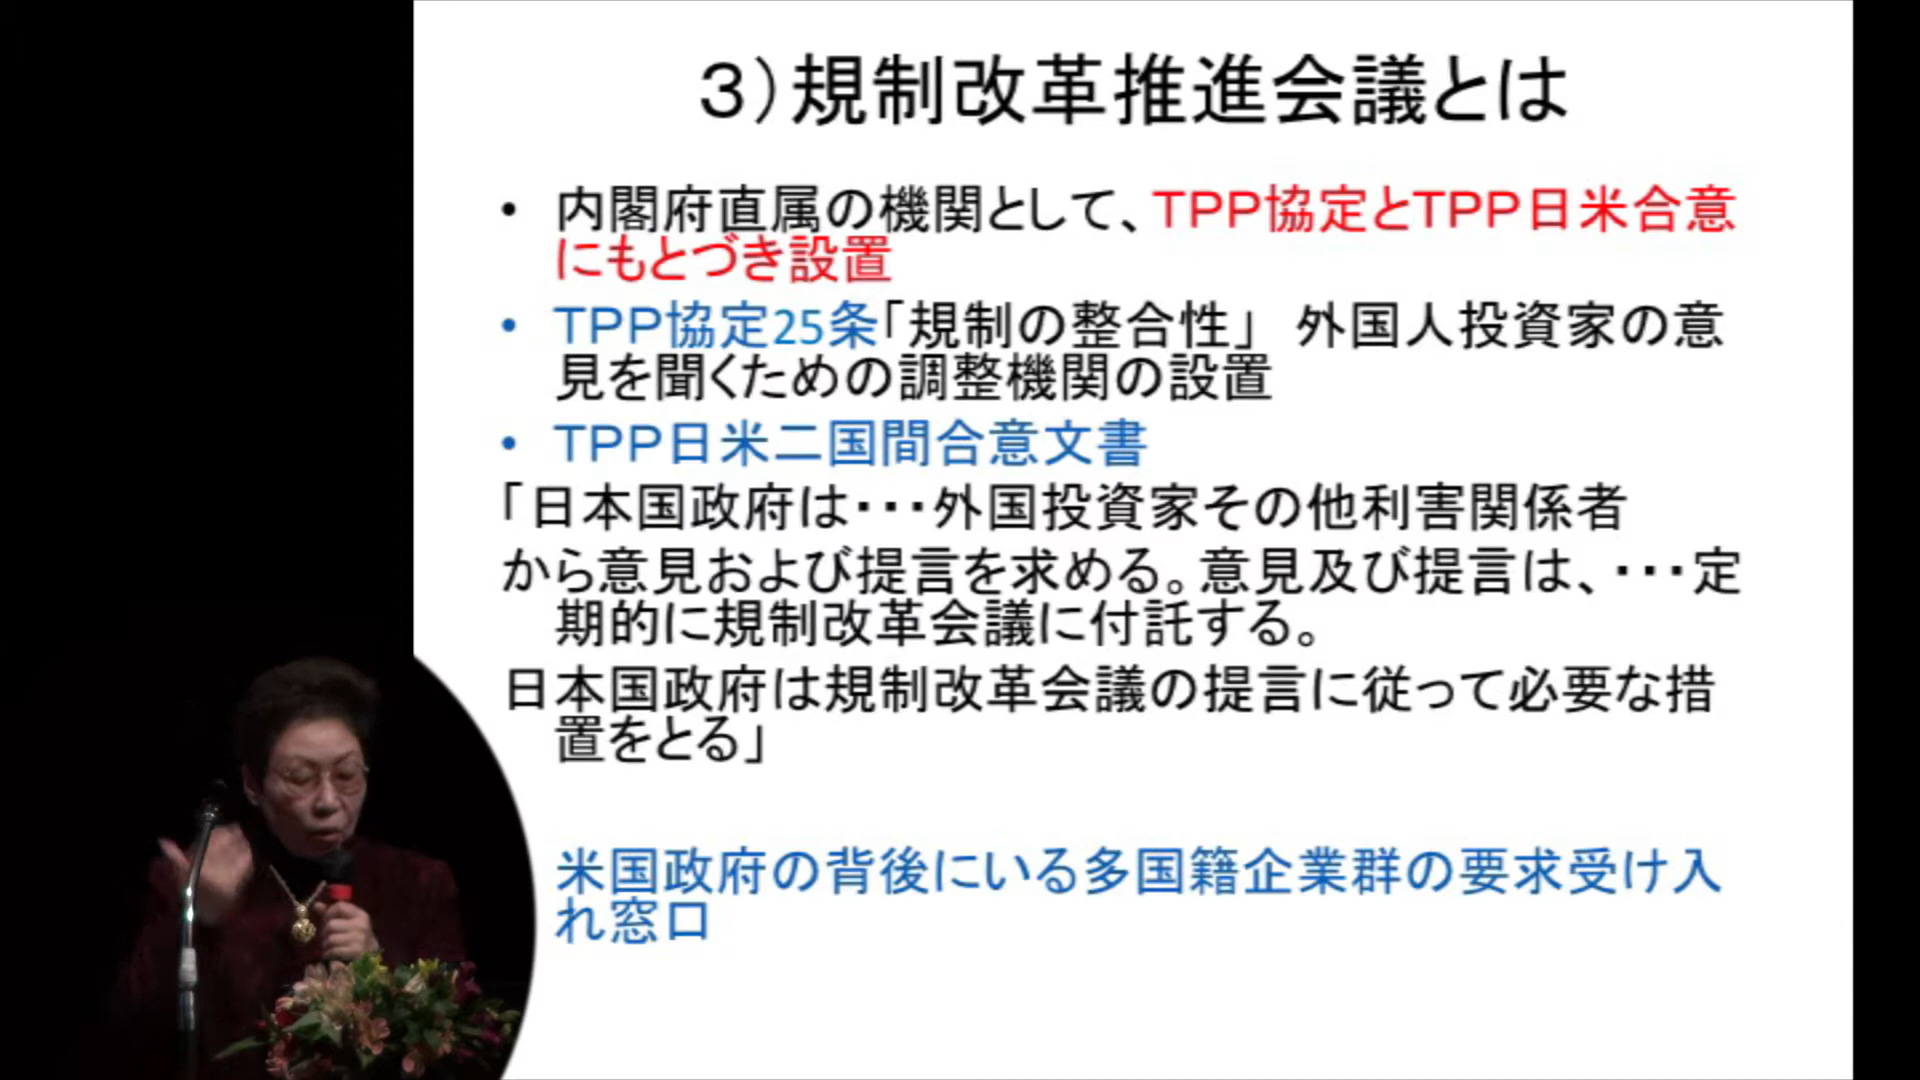 ３）規制改革推進会議とは
• 内閣府直属の機関として、ＴＰＰ協定とＴＰＰ日米合意
にもとづき設置
• ＴＰＰ協定25条「規制の整合性」　外国人投資家の意
見を聞くための調整機関の設置
• ＴＰＰ日米二国間合意文書
「日本国政府は・・・外国投資家その他利害関係者
から意見および提言を求める。意見及び提言は、・・・定
期的に規制改革会議に付託する。
日本国政府は規制改革会議の提言に従って必要な措
置をとる」
米国政府の背後にいる多国籍企業群の要求受け入
れ窓口